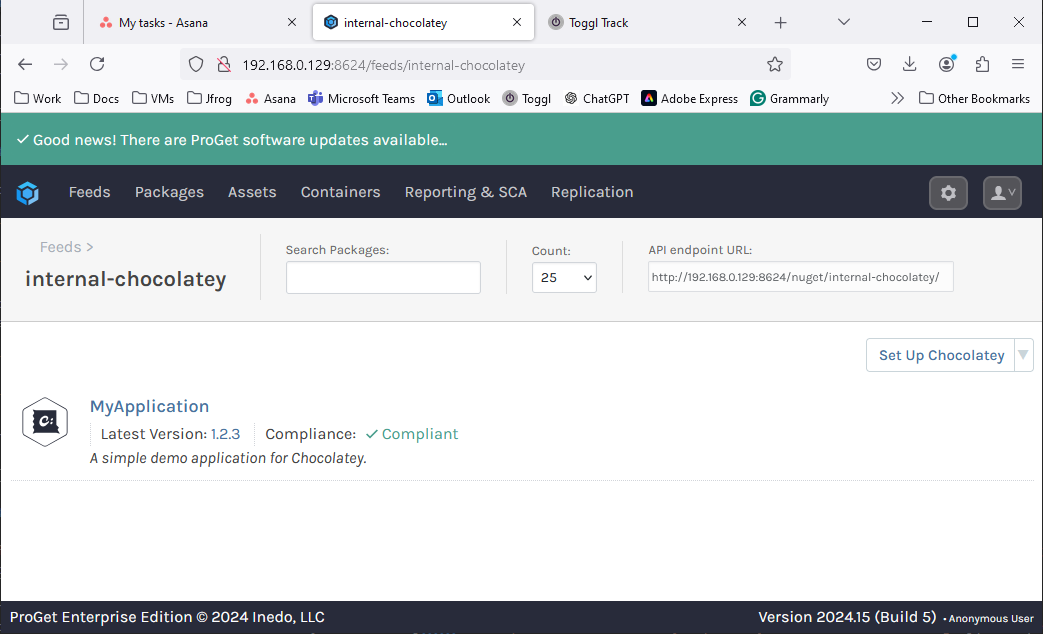 My tasks - Asana
internal-chocolatey
Toggl Track
192.168.0.129:8624/feeds/internal-chocolatey
Work Docs VMs Jfrog Asana Microsoft Teams Outlook Toggl ChatGPT Adobe Express Grammarly Other Bookmarks
Good news! There are ProGet software updates available...
Feeds Packages Assets Containers Reporting & SCA Replication
Feeds >
internal-chocolatey
Search Packages:
Count:
25
API endpoint URL:
http://192.168.0.129:8624/nuget/internal-chocolatey/
Set Up Chocolatey
C:
MyApplication
Latest Version: 1.2.3 Compliance: Compliant
A simple demo application for Chocolatey.
ProGet Enterprise Edition © 2024 Inedo, LLC
Version 2024.15 (Build 5) • Anonymous User